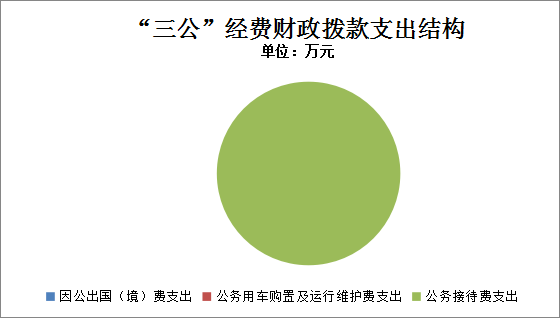 “三公”经费财政拨款支出结构
单位：万元
因公出国（境）费支出 公务用车购置及运行维护费支出 公务接待费支出